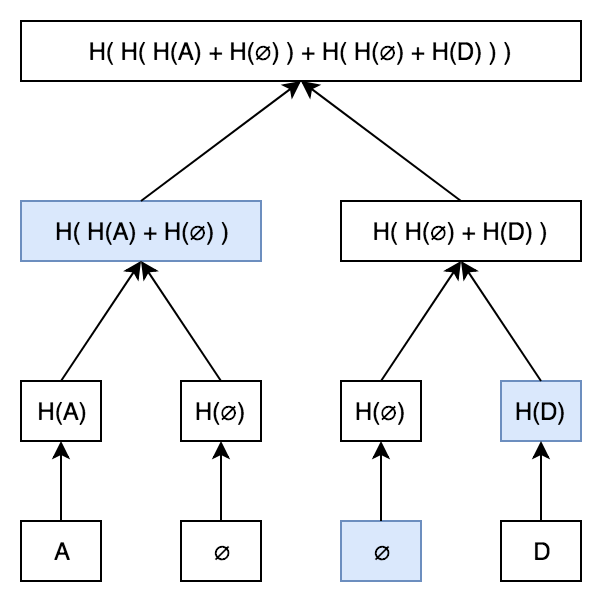 H( H( H(A) + H(∅) ) + H( H(∅) + H(D) ) )
H( H(A) + H(∅) )
H( H(∅) + H(D) )
H(A)
H(∅)
H(∅)
H(D)
A
∅
∅
D